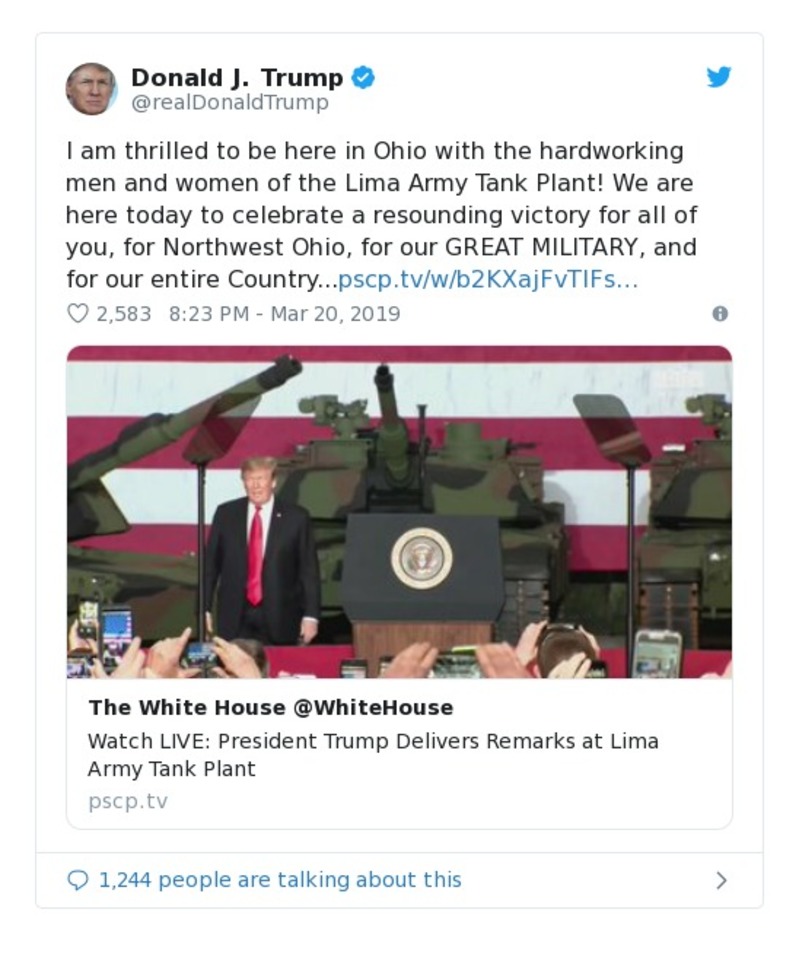 Donald J. Trump
@realDonaldTrump
I am thrilled to be here in Ohio with the hardworking
men and women of the Lima Army Tank Plant! We are
here today to celebrate a resounding victory for all of
you, for Northwest Ohio, for our GREAT MILITARY, and
for our entire Country...pscp.tv/w/b2KXajFvTIFs...
2,583 8:23 PM - Mar 20, 2019
The White House @WhiteHouse
Watch LIVE: President Trump Delivers Remarks at Lima
Army Tank Plant
pscp.tv
1,244 people are talking about this